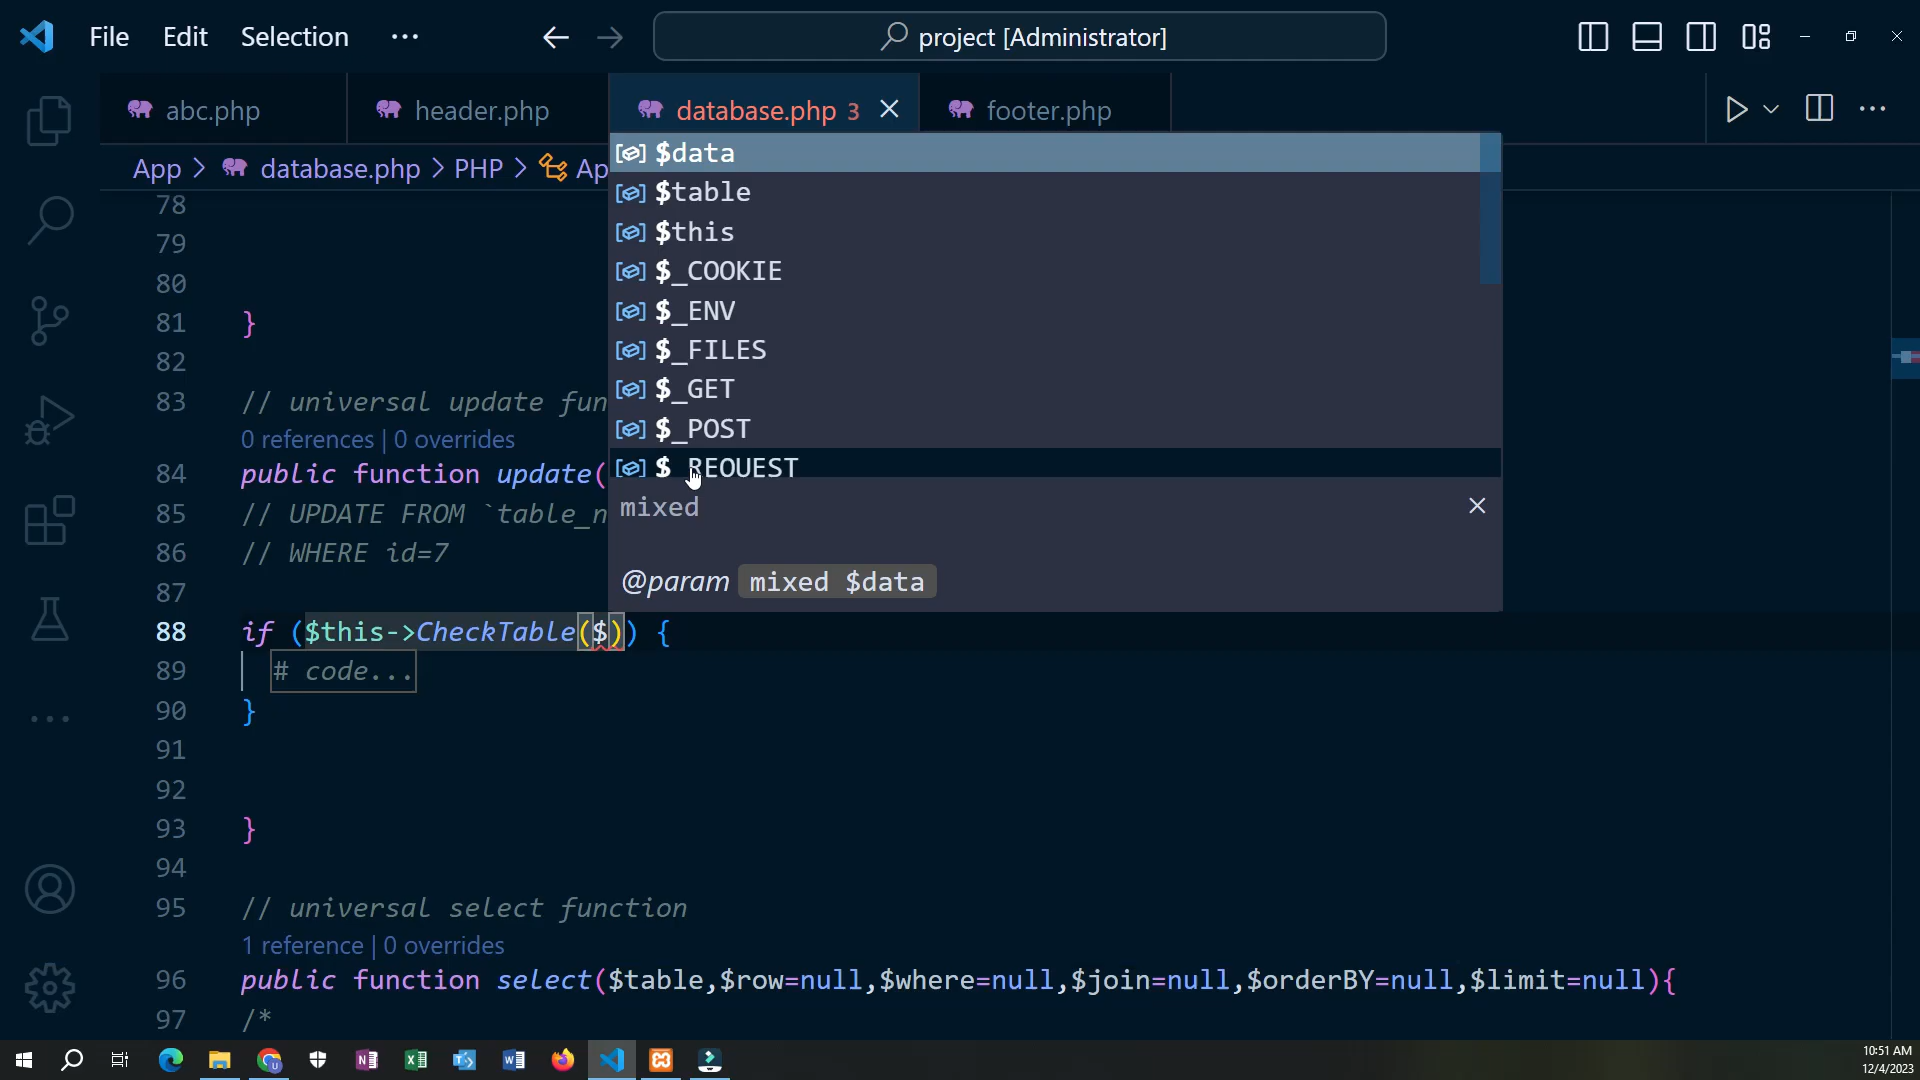 File Edit Selection ··· project [Administrator]
abc.php header.php database.php 3 footer.php
App > database.php > PHP > Ap
$data
$table
$this
$_COOKIE
$_ENV
$_FILES
$_GET
$_POST
$_REQUEST
mixed
@param mixed $data
78
79
80
81 }
82
83 // universal update fun
0 references | 0 overrides
84 public function update(
85 // UPDATE FROM `table_n
86 // WHERE id=7
87
88 if ($this->CheckTable($)) {
89 # code...
90 }
91
92
93 }
94
95 // universal select function
1 reference | 0 overrides
96 public function select($table,$row=null,$where=null,$join=null,$orderBY=null,$limit=null){
97 /*
10:51 AM
12/4/2023